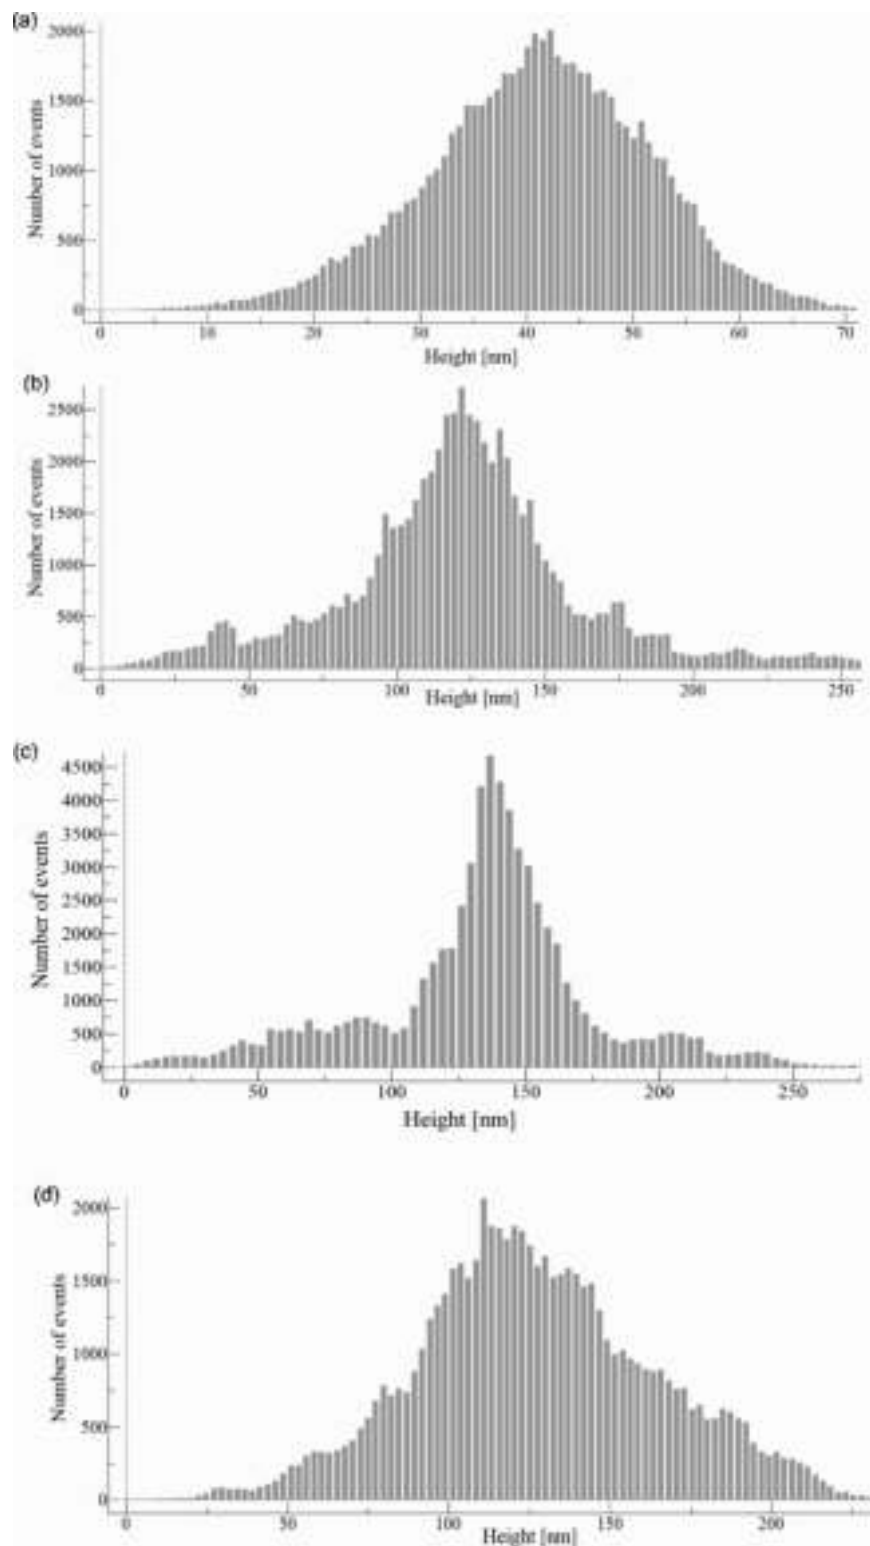 (a)
2000
1500
1000
500
0
Number of events
0 10 20 30 40 50 60 70
Height [nm]
(b)
2500
2000
1500
1000
500
0
Number of events
0 50 100 150 200 250
Height [nm]
(c)
4500
4000
3500
3000
2500
2000
1500
1000
500
0
Number of events
0 50 100 150 200 250
Height [nm]
(d)
2000
1500
1000
500
0
Number of events
0 50 100 150 200
Height [nm]